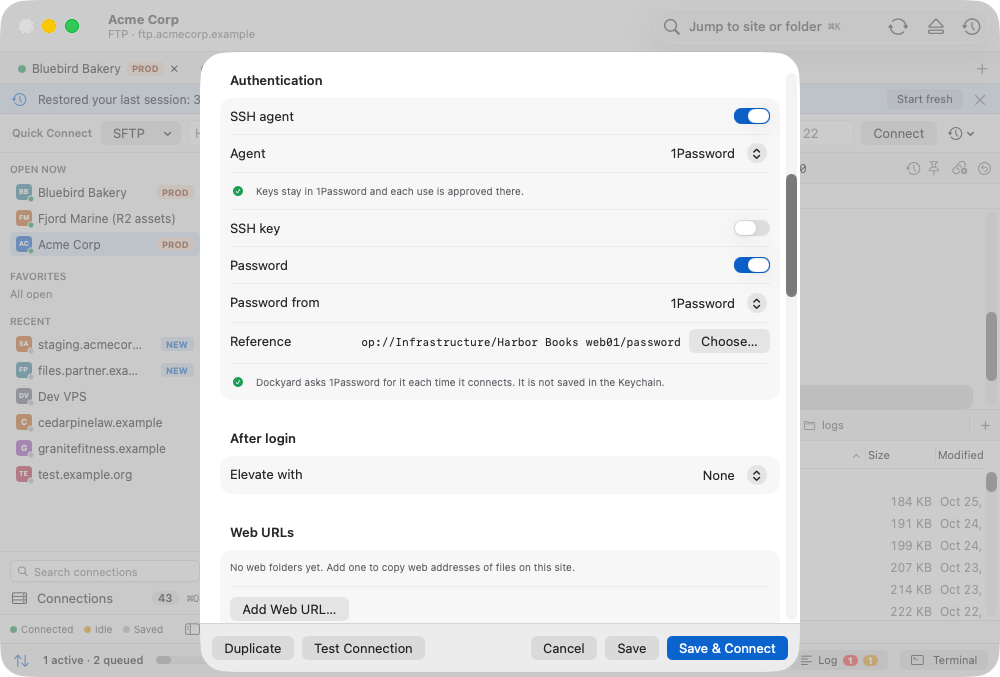 Acme Corp
FTP · ftp.acmecorp.example
Jump to site or folder ⌘K
Bluebird Bakery PROD ×
Restored your last session: 3
Start fresh
Quick Connect SFTP
22 Connect
OPEN NOW
BB Bluebird Bakery PROD
FM Fjord Marine (R2 assets)
AC Acme Corp PROD
FAVORITES
All open
RECENT
SA staging.acmecor... NEW
FP files.partner.exa... NEW
DV Dev VPS
C cedarpinelaw.example
G granitefitness.example
TE test.example.org
Search connections
Connections 43
Connected Idle Saved
1 active · 2 queued
Authentication
SSH agent
Agent 1Password
Keys stay in 1Password and each use is approved there.
SSH key
Password
Password from 1Password
Reference op://Infrastructure/Harbor Books web01/password Choose...
Dockyard asks 1Password for it each time it connects. It is not saved in the Keychain.
After login
Elevate with None
Web URLs
No web folders yet. Add one to copy web addresses of files on this site.
Add Web URL...
Duplicate Test Connection Cancel Save Save & Connect
logs
Size Modified
184 KB Oct 25,
191 KB Oct 24,
199 KB Oct 24,
207 KB Oct 23,
214 KB Oct 23,
222 KB Oct 22,
Log 1 1 Terminal